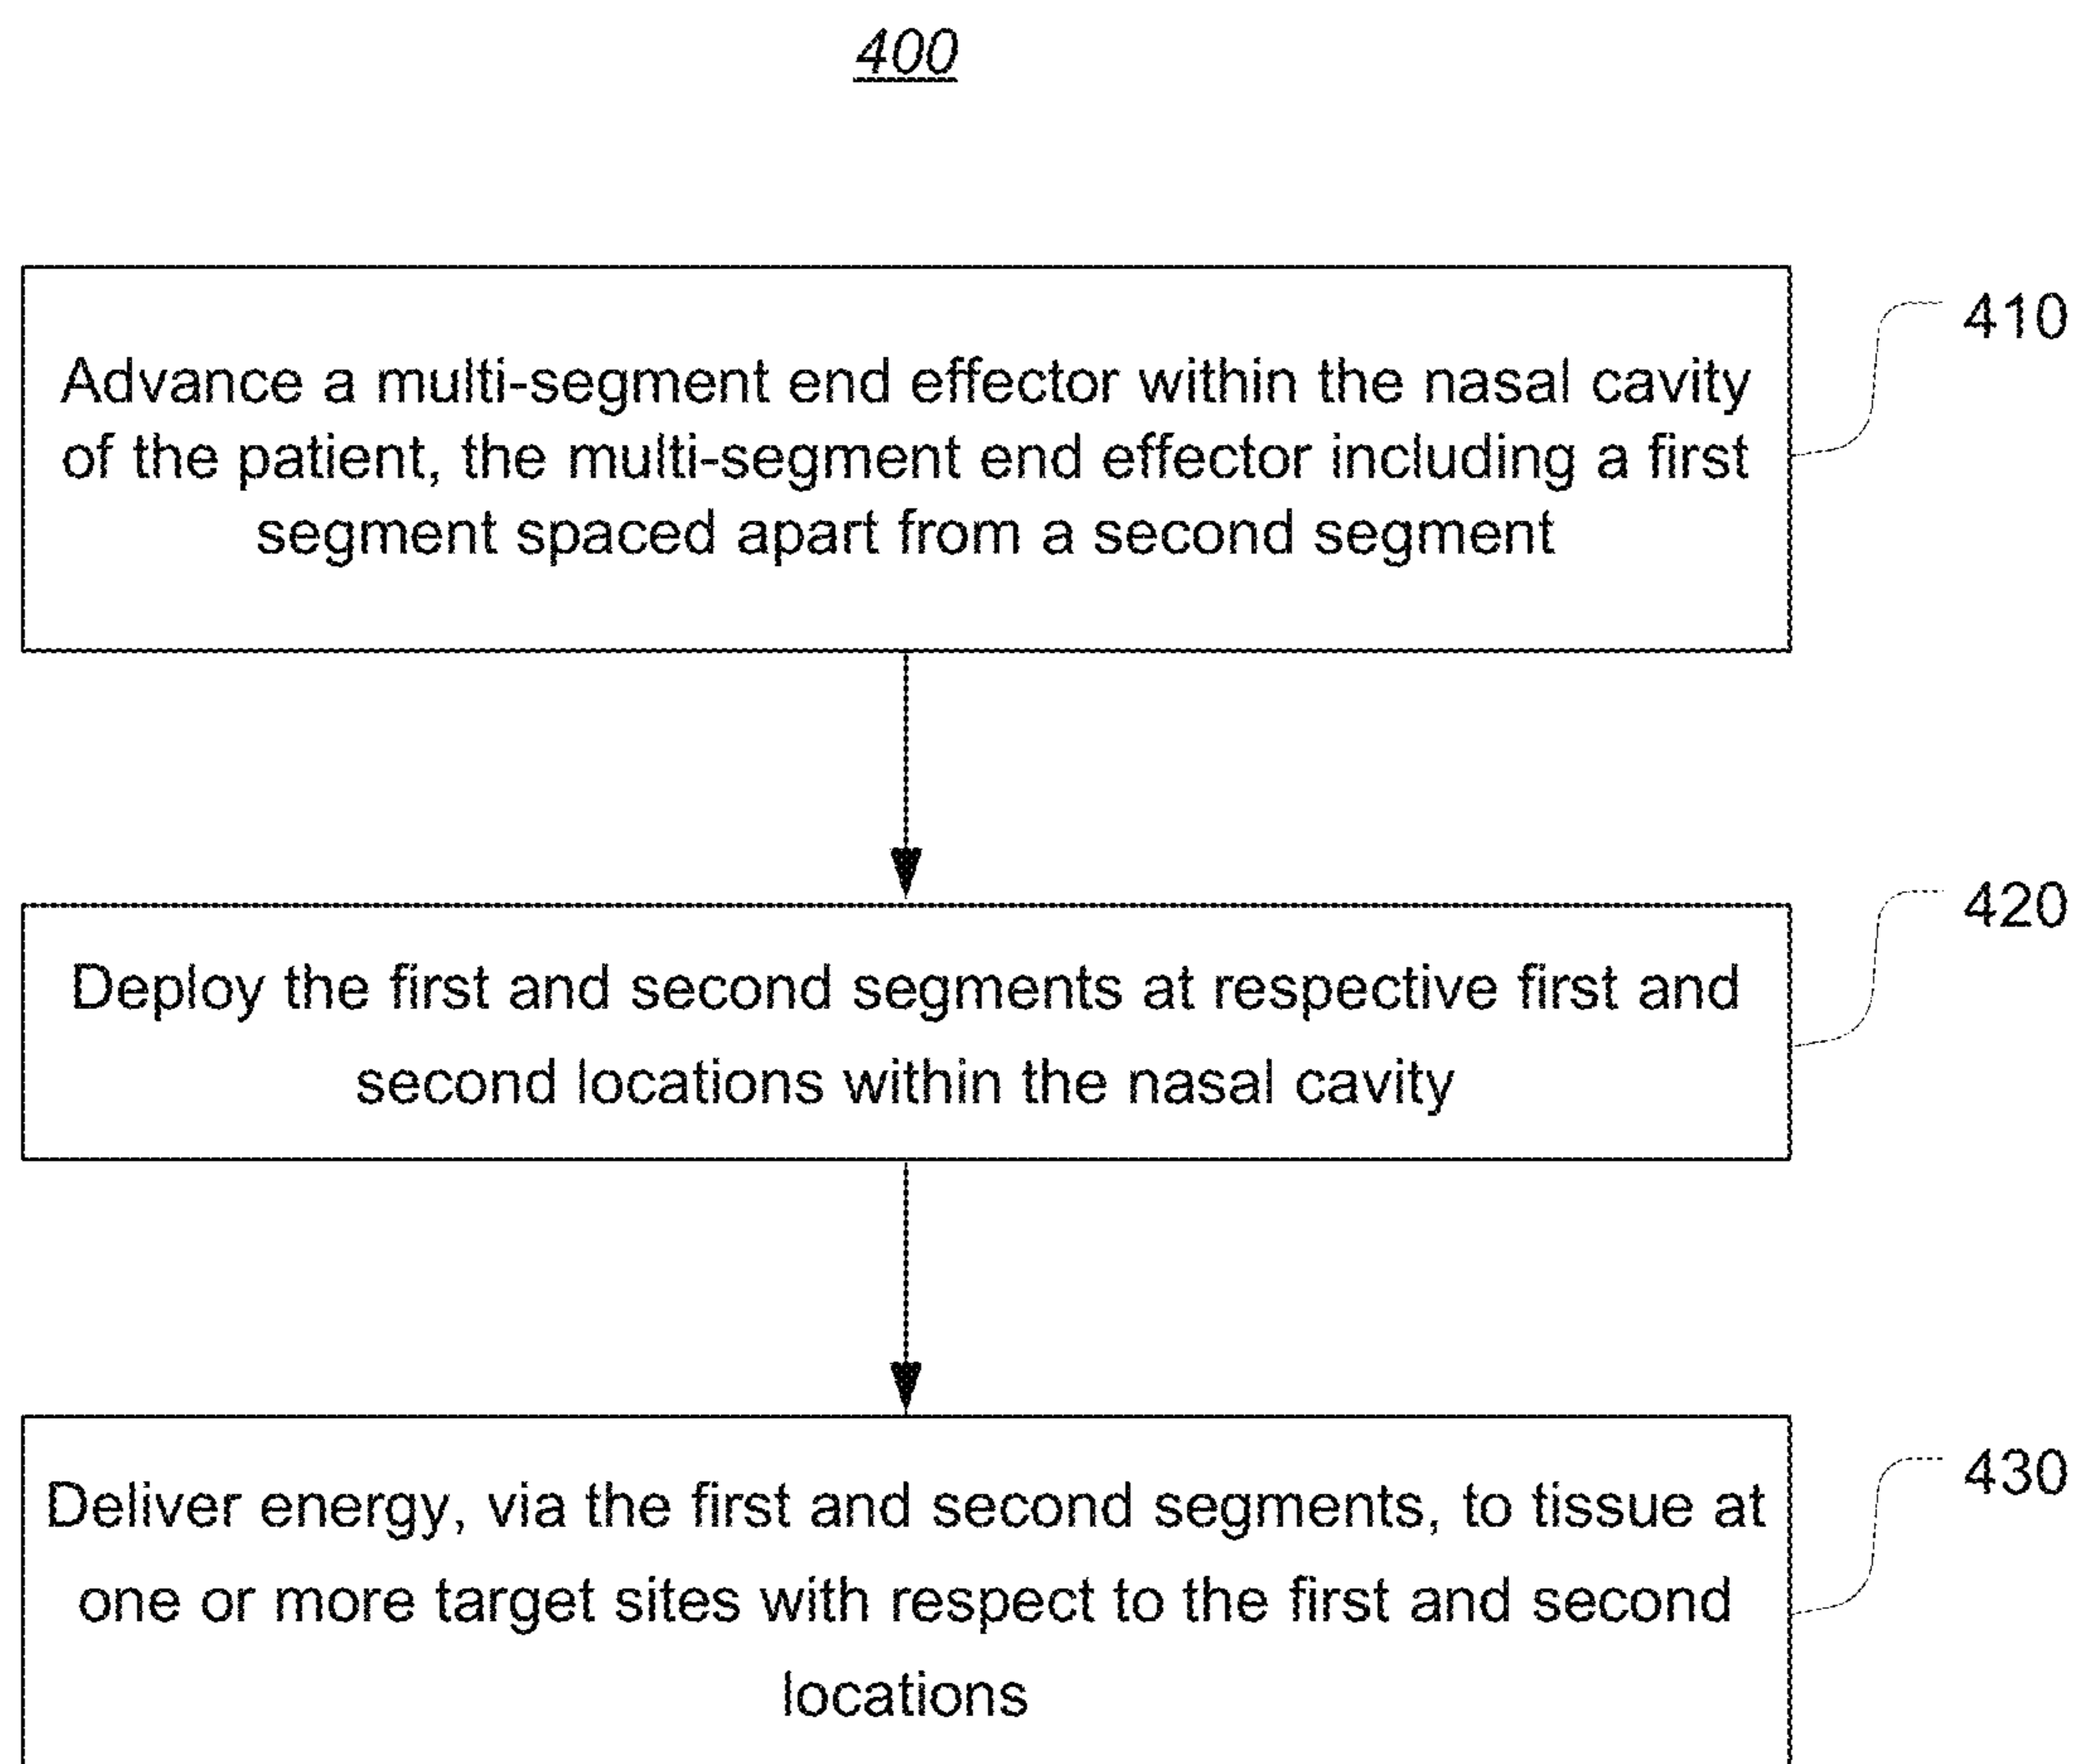 400
410
Advance a multi-segment end effector within the nasal cavity
of the patient, the multi-segment end effector including a first
segment spaced apart from a second segment
420
Deploy the first and second segments at respective first and
second locations within the nasal cavity
430
Deliver energy, via the first and second segments, to tissue at
one or more target sites with respect to the first and second
locations